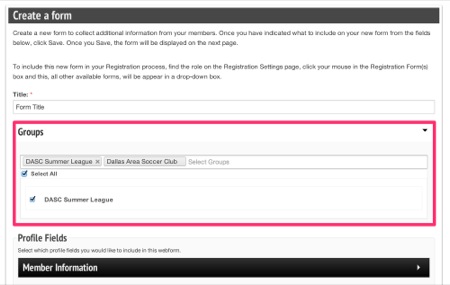 Create a form
Create a new form to collect additional information from your members. Once you have indicated what to include on your new form from the fields
below, click Save. Once you Save, the form will be displayed on the next page.
To include this new form in your Registration process, find the role on the Registration Settings page, click your mouse in the Registration Form(s)
box and this, all other available forms, will be appear in a drop-down box.
Title: *
Form Title
Groups
DASC Summer League × Dallas Area Soccer Club Select Groups
Select All
DASC Summer League
Profile Fields
Select which profile fields you would like to include in this webform.
Member Information